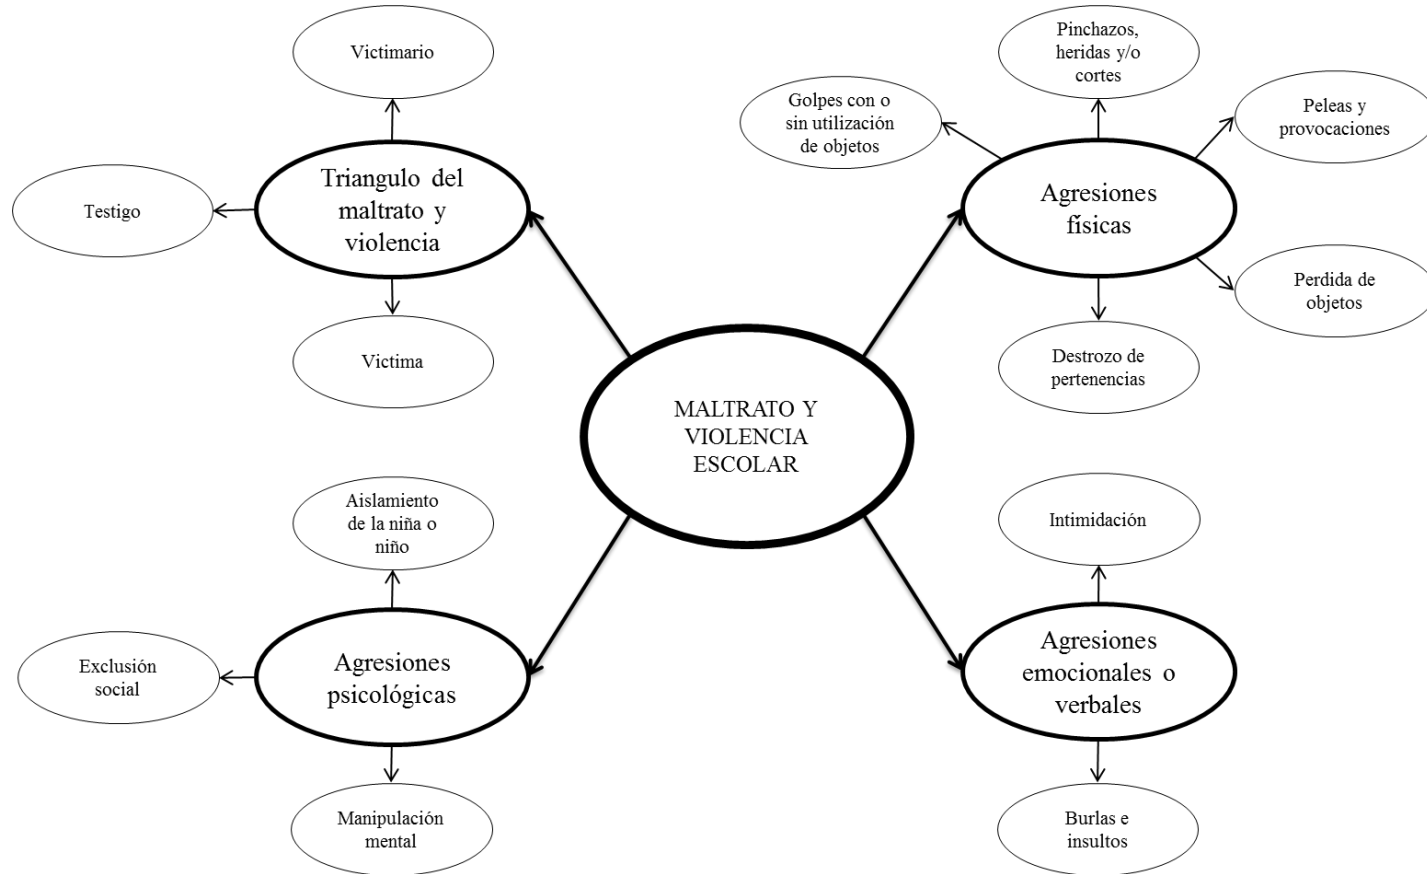 Victimario
Triangulo del
maltrato y
violencia
Testigo
Victima
Pinchazos,
heridas y/o
cortes
Golpes con o
sin utilización
de objetos
Peleas y
provocaciones
Agresiones
físicas
Perdida de
objetos
Destrozo de
pertenencias
MALTRATO Y
VIOLENCIA
ESCOLAR
Aislamiento
de la niña o
niño
Exclusión
social
Agresiones
psicológicas
Manipulación
mental
Intimidación
Agresiones
emocionales o
verbales
Burlas e
insultos